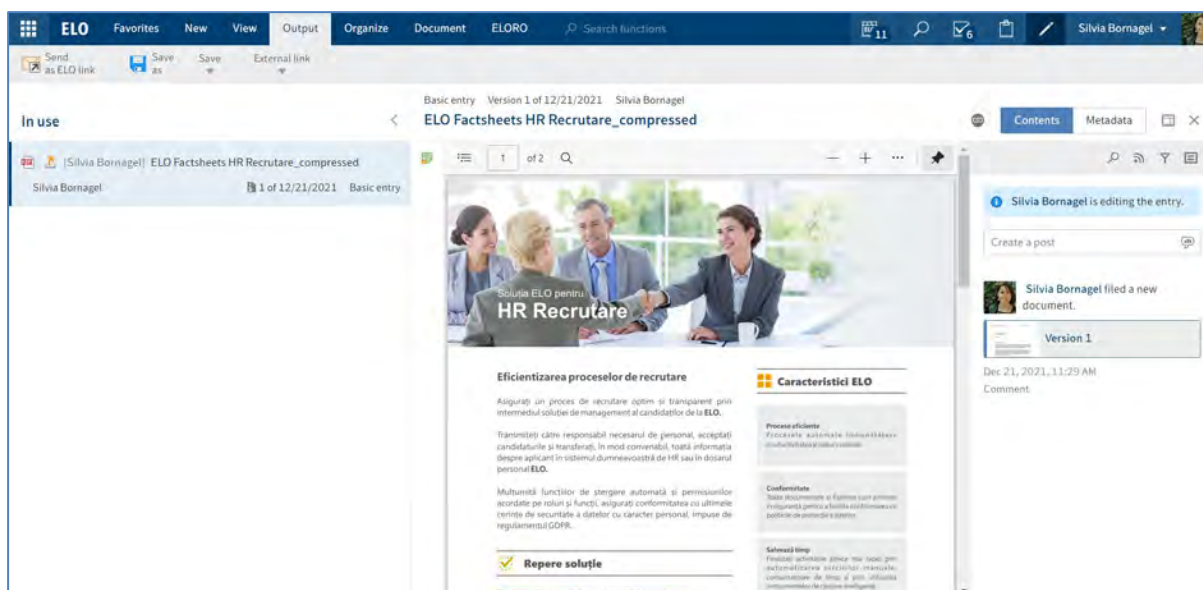 ELO Favorites New View Output Organize Document ELORO Search functions 11 6 Silvia Bornagel
Send as ELO link
Save as
Save
External link
In use
Basic entry Version 1 of 12/21/2021 Silvia Bornagel
ELO Factsheets HR Recrutare_compressed
Contents Metadata
[Silvia Bornagel] ELO Factsheets HR Recrutare_compressed
Silvia Bornagel 1 of 12/21/2021 Basic entry
1 of 2
Soluția ELO pentru
HR Recrutare
Eficientizarea proceselor de recrutare
Asigurați un proces de recrutare optim și transparent prin
intermediul soluției de management al candidaților de la ELO.
Tranimiteți către responsabil necesarul de personal, acceptați
candidaturile și transferați, în mod convenabil, toată informația
despre aplicant în sistemul dumneavoastră de HR sau în dosarul
personal ELO.
Mulțumită funcțiilor de ștergere automată și permisiunilor
acordate pe roluri și funcții, asigurați conformitarea cu ultimele
cerințe de securitate a datelor cu caracter personal, impuse de
regulamentul GDPR.
Repere soluție
Caracteristici ELO
Procese eficiente
Conformitate
Salvează timp
Silvia Bornagel is editing the entry.
Create a post
Silvia Bornagel filed a new
document.
Version 1
Dec 21, 2021, 11:29 AM
Comment